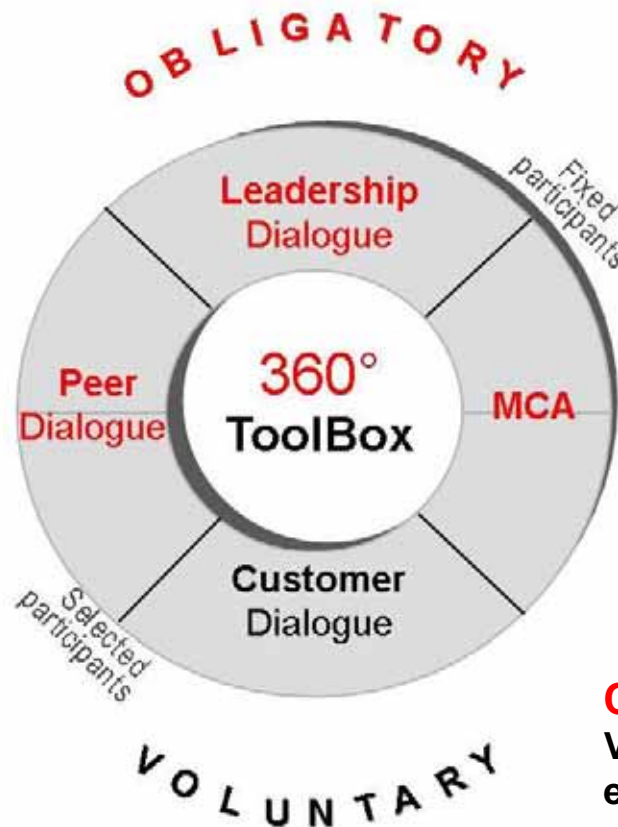 OBLIGATORY
Fixed
participants
Leadership
Dialogue
360°
ToolBox
Peer
Dialogue
MCA
Customer
Dialogue
Selected
participants
VOLUNTARY